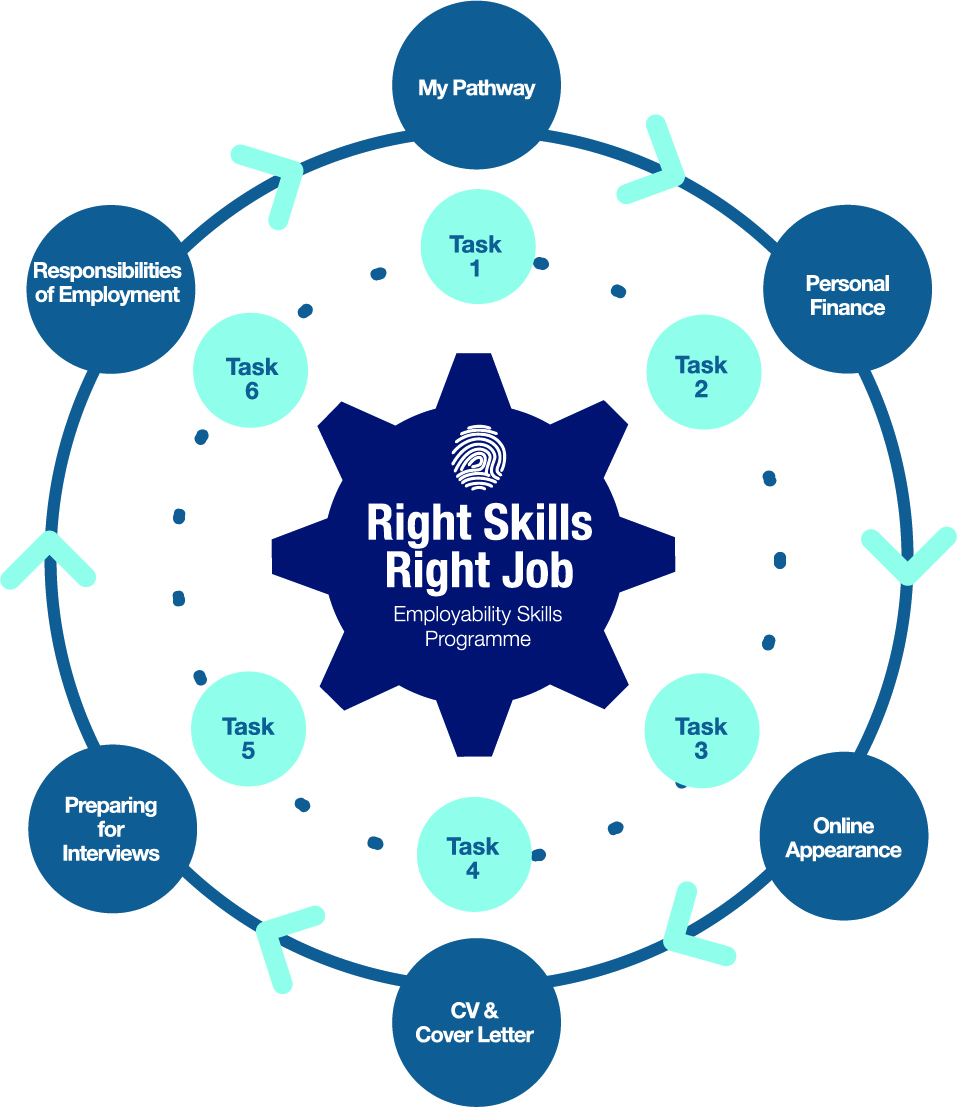 My Pathway
Task
1
Personal
Finance
Task
2
Online
Appearance
Task
3
CV &
Cover Letter
Task
4
Preparing
for
Interviews
Task
5
Responsibilities
of Employment
Task
6
Right Skills
Right Job
Employability Skills
Programme